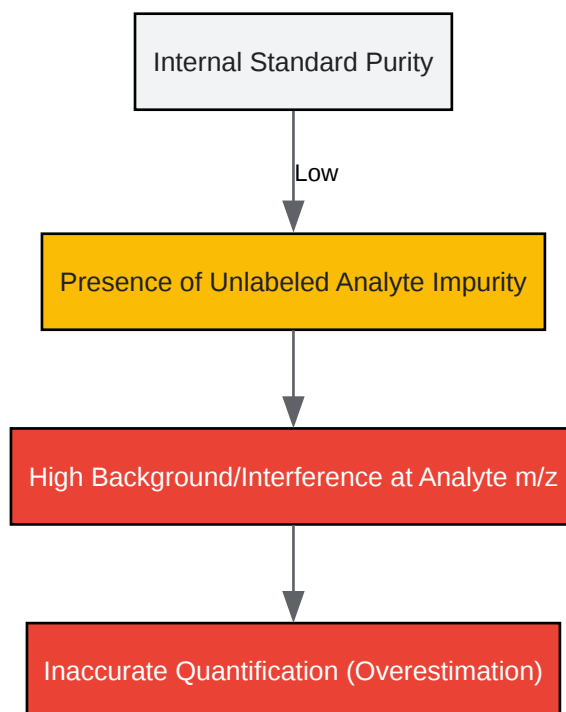 Internal Standard Purity
Low
Presence of Unlabeled Analyte Impurity
High Background/Interference at Analyte m/z
Inaccurate Quantification (Overestimation)